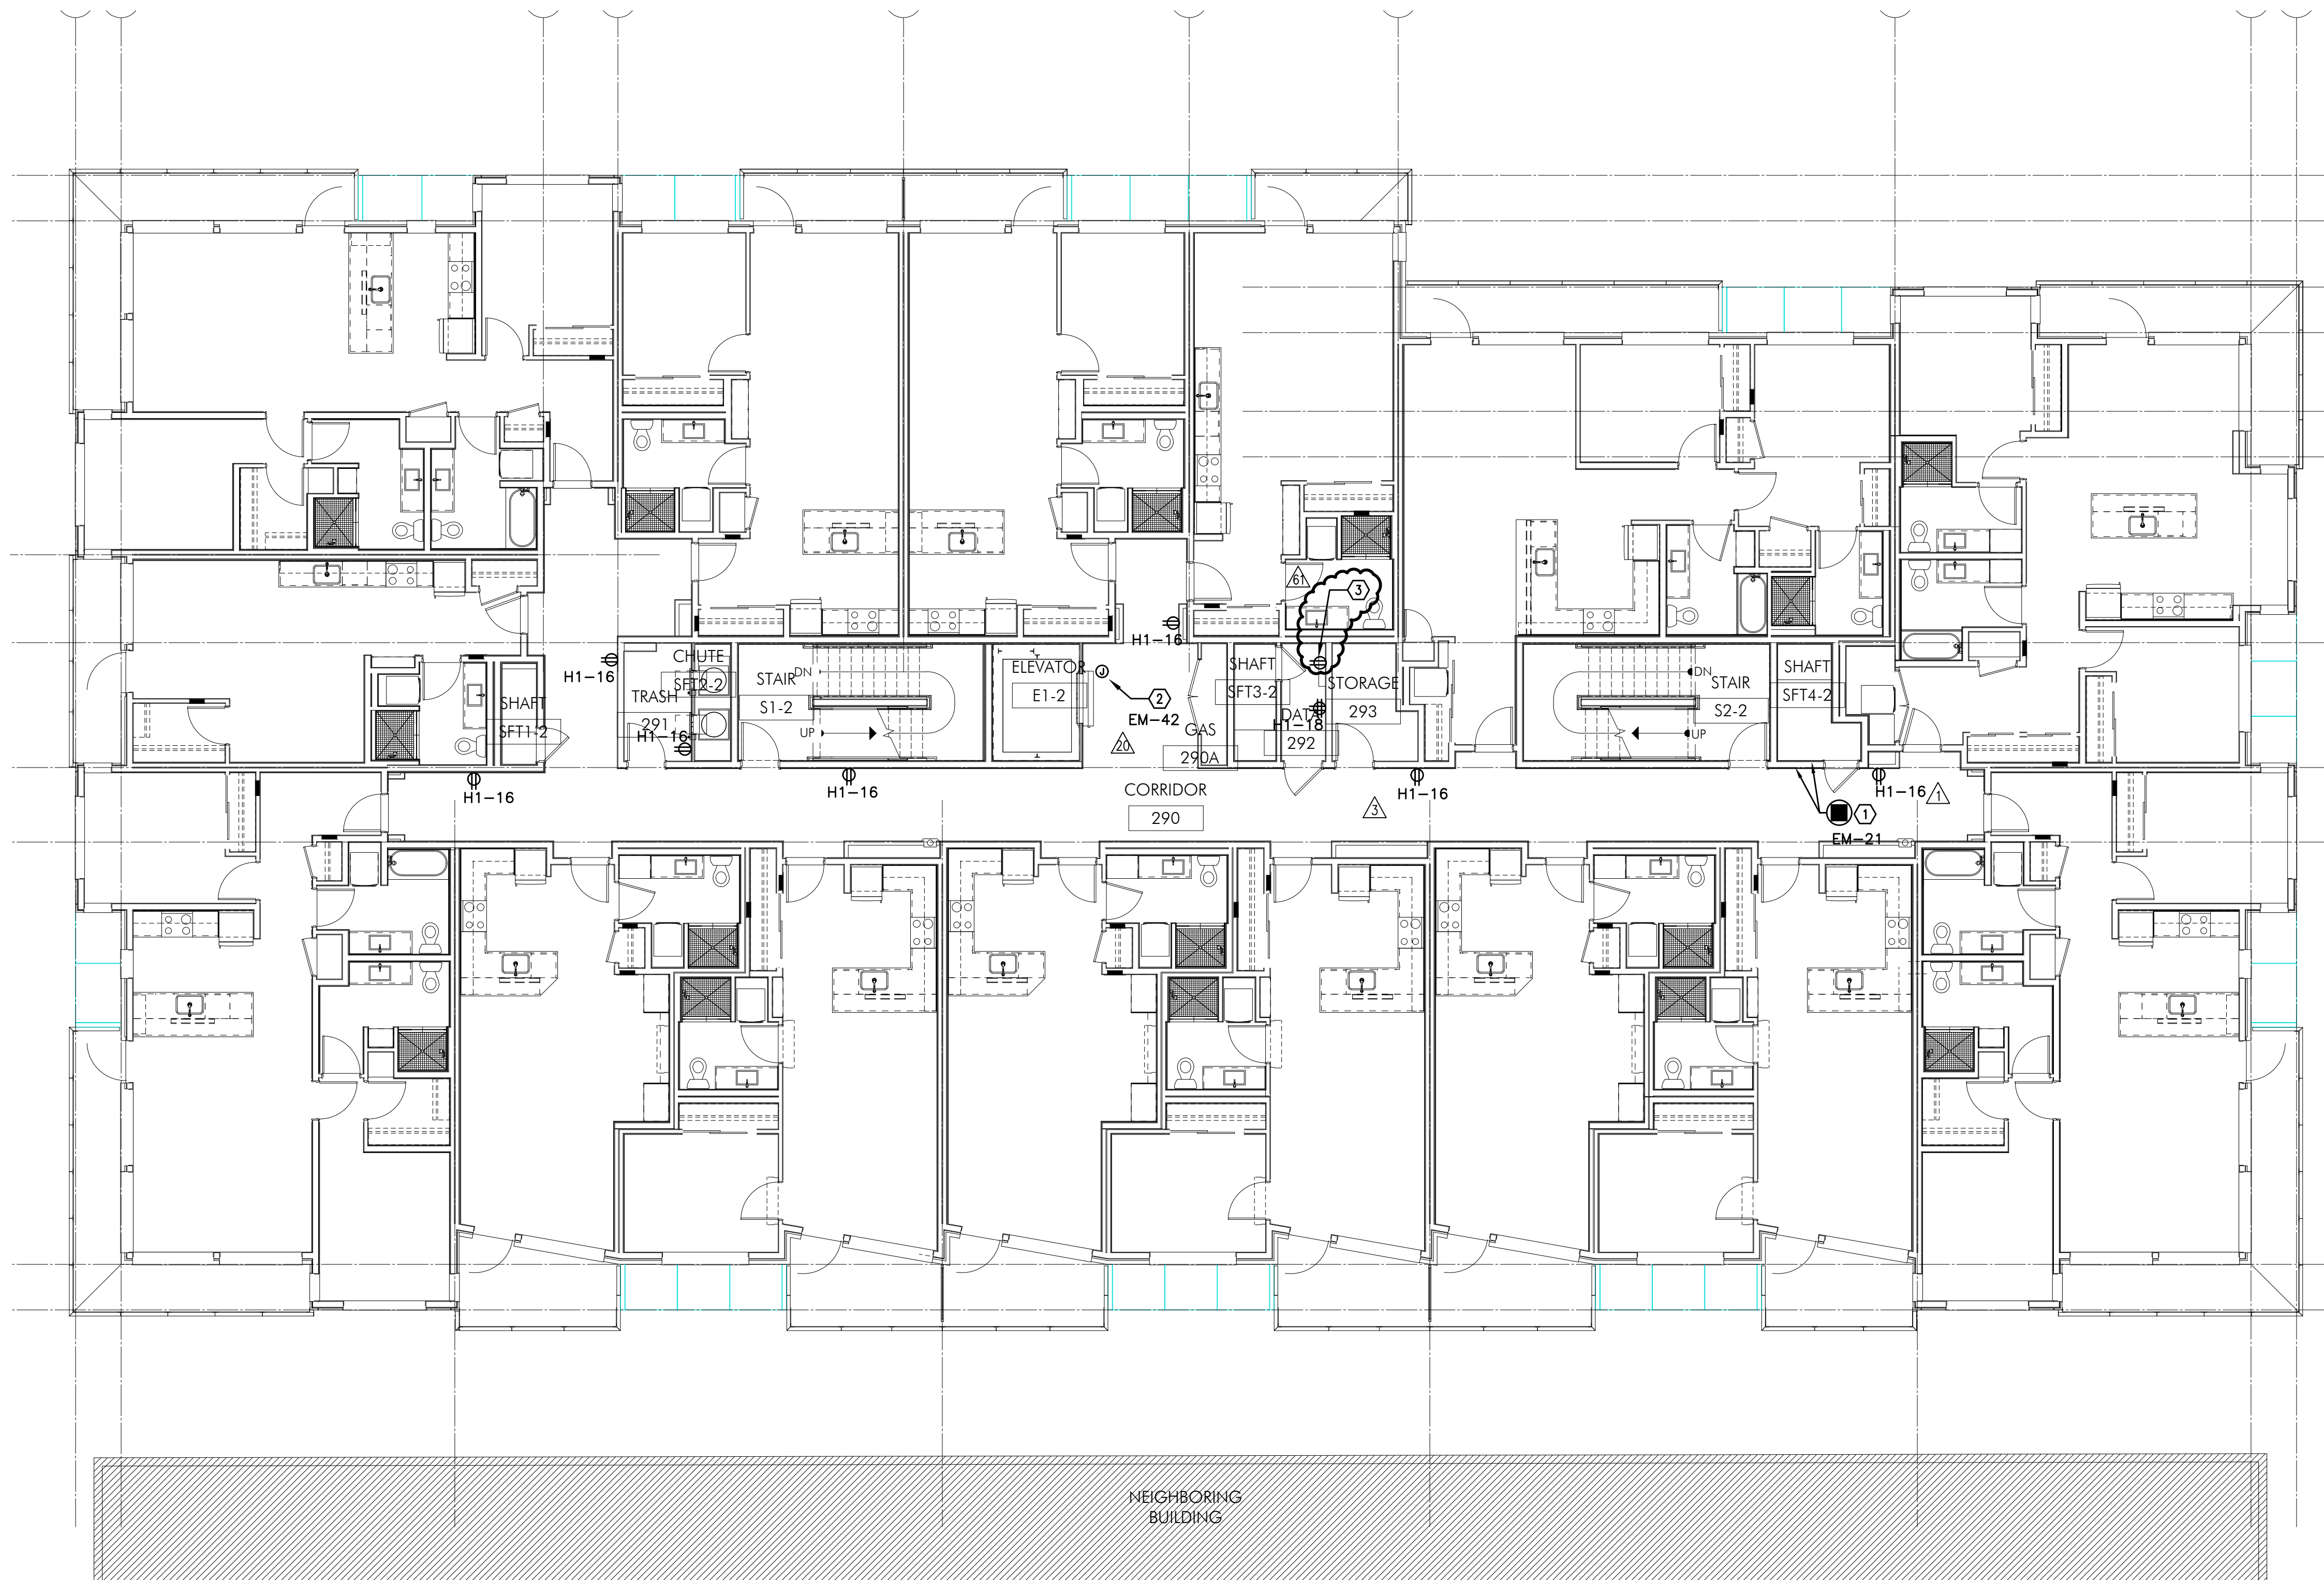 61
3
H1-16
CHUTE
SFT2-2
H1-16
TRASH
291
H1-16
STAIR
DN
S1-2
UP
ELEVATOR
E1-2
J
2
EM-42
20
SHAFT
SFT3-2
GAS
290A
DATA
H1-18
292
STORAGE
293
DN
STAIR
S2-2
UP
SHAFT
SFT4-2
SHAFT
SFT1-2
H1-16
H1-16
CORRIDOR
290
3
H1-16
H1-16
1
1
EM-21
NEIGHBORING
BUILDING